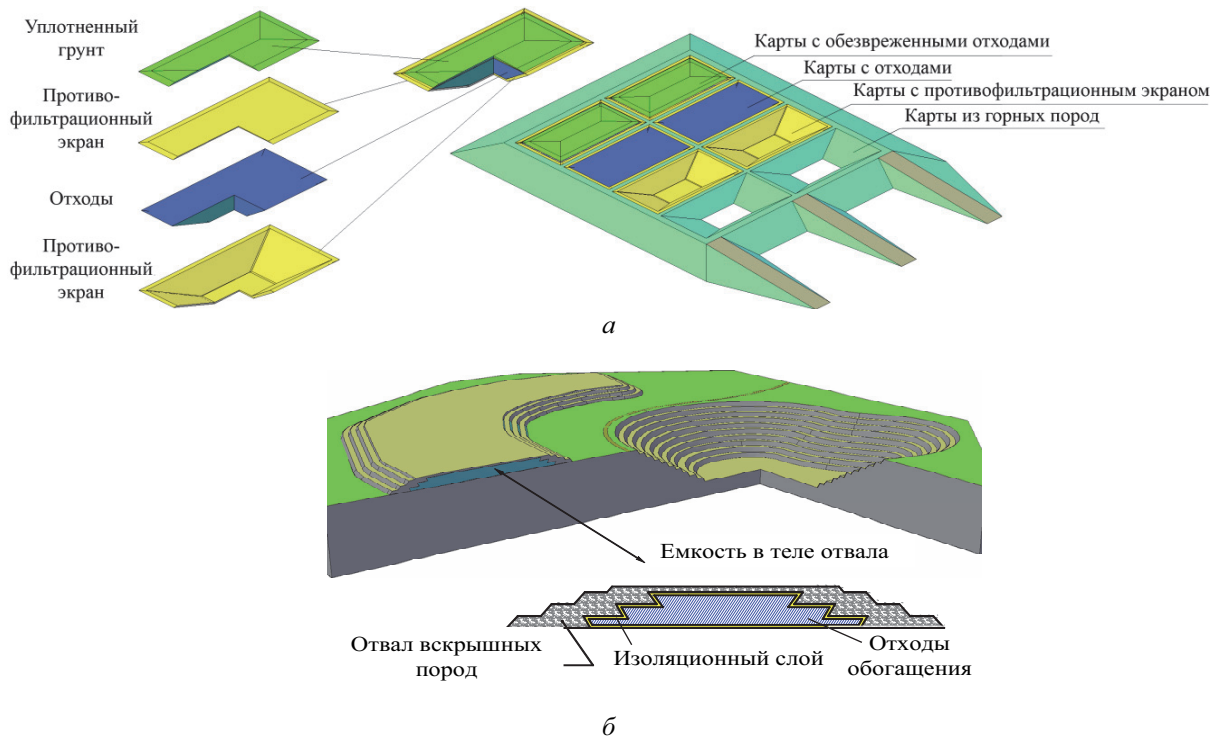 Уплотненный
грунт
Противо-
фильтрационный
экран
Отходы
Противо-
фильтрационный
экран
Карты с обезвреженными отходами
Карты с отходами
Карты с противофильтрационным экраном
Карты из горных пород
а
Емкость в теле отвала
Отвал вскрышных
пород
Изоляционный слой
Отходы
обогащения
б